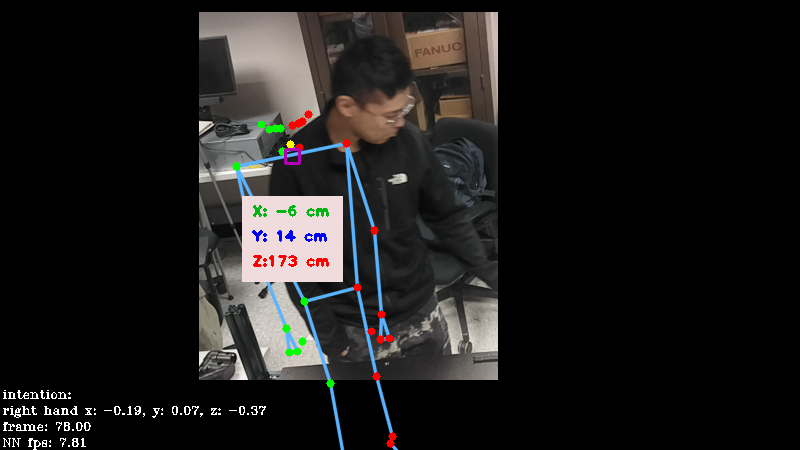 FANUC
X: -6 cm
Y: 14 cm
Z:173 cm
intention:
right hand x: -0.19, y: 0.07, z: -0.37
frame: 78.00
NN fps: 7.81